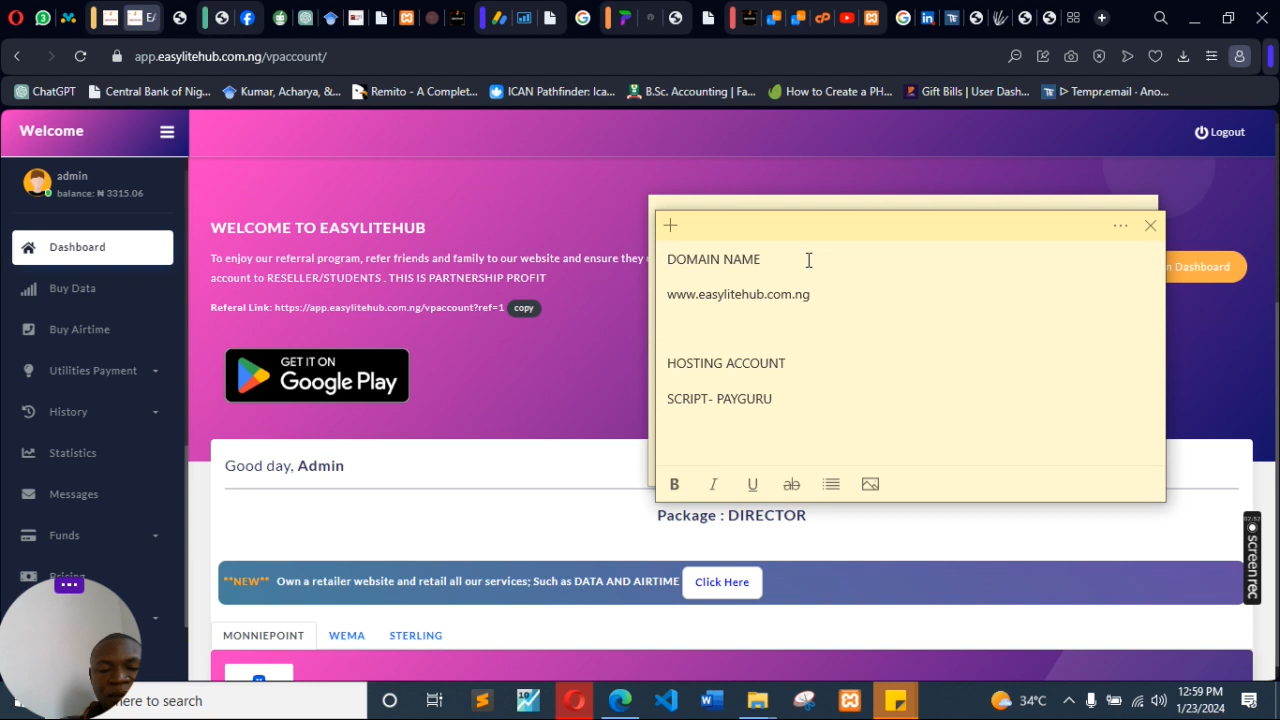 EA
app.easylitehub.com.ng/vpaccount/
ChatGPT
Central Bank of Nig...
Kumar, Acharya, &...
Remito - A Complet...
ICAN Pathfinder: Ica...
B.Sc. Accounting | Fa...
How to Create a PH...
Gift Bills | User Dash...
Tempr.email - Ano...
Welcome
Logout
admin
balance: ₦ 3315.06
Dashboard
Buy Data
Buy Airtime
Utilities Payment
History
Statistics
Messages
Funds
Pricing
WELCOME TO EASYLITEHUB
To enjoy our referral program, refer friends and family to our website and ensure they
account to RESELLER/STUDENTS . THIS IS PARTNERSHIP PROFIT
Referal Link: https://app.easylitehub.com.ng/vpaccount?ref=1 copy
GET IT ON
Google Play
Dashboard
DOMAIN NAME
www.easylitehub.com.ng
HOSTING ACCOUNT
SCRIPT- PAYGURU
B I U ab
Good day, Admin
Package : DIRECTOR
**NEW** Own a retailer website and retail all our services; Such as DATA AND AIRTIME Click Here
MONNIEPOINT WEMA STERLING
02:52
screenrec
here to search
34°C
12:59 PM
1/23/2024